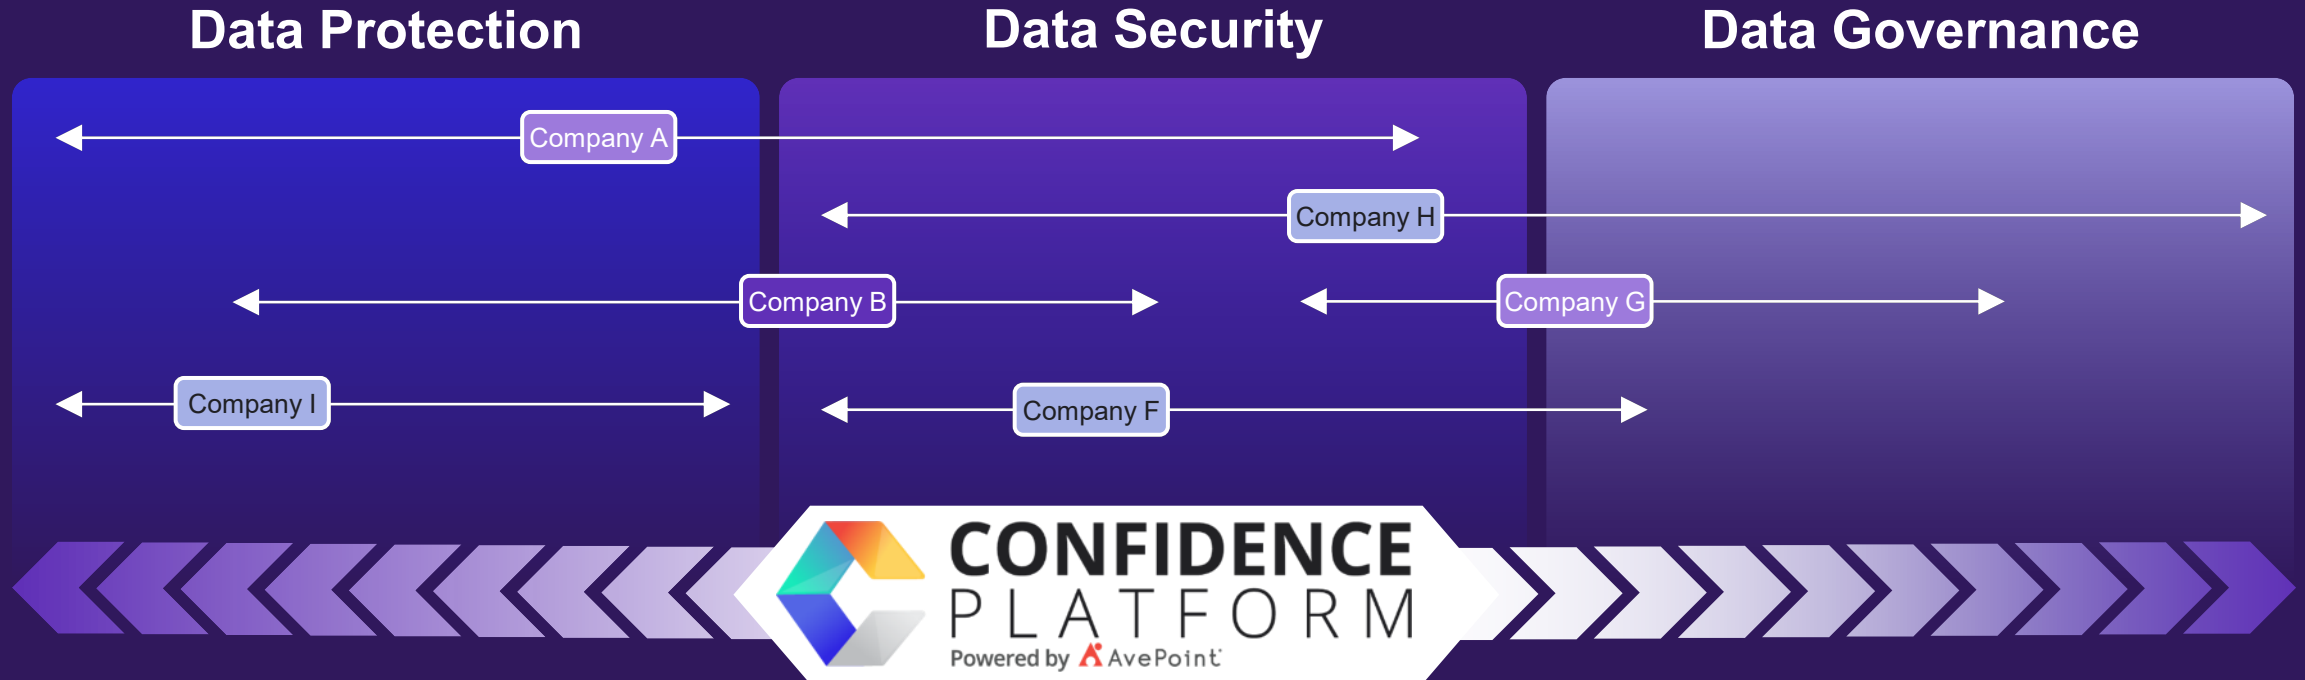 Data Protection
Data Security
Data Governance
Company A
Company H
Company B
Company G
Company I
Company F
CONFIDENCE
PLATFORM
Powered by AvePoint